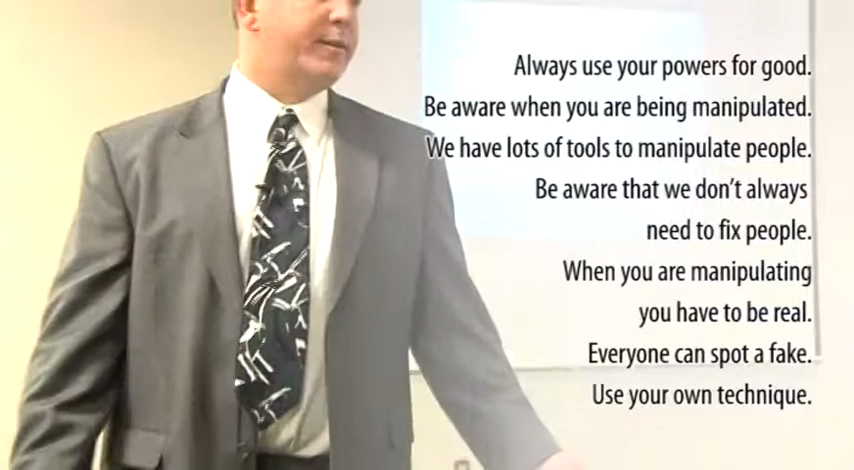 Always use your powers for good.
Be aware when you are being manipulated.
We have lots of tools to manipulate people.
Be aware that we don't always
need to fix people.
When you are manipulating
you have to be real.
Everyone can spot a fake.
Use your own technique.